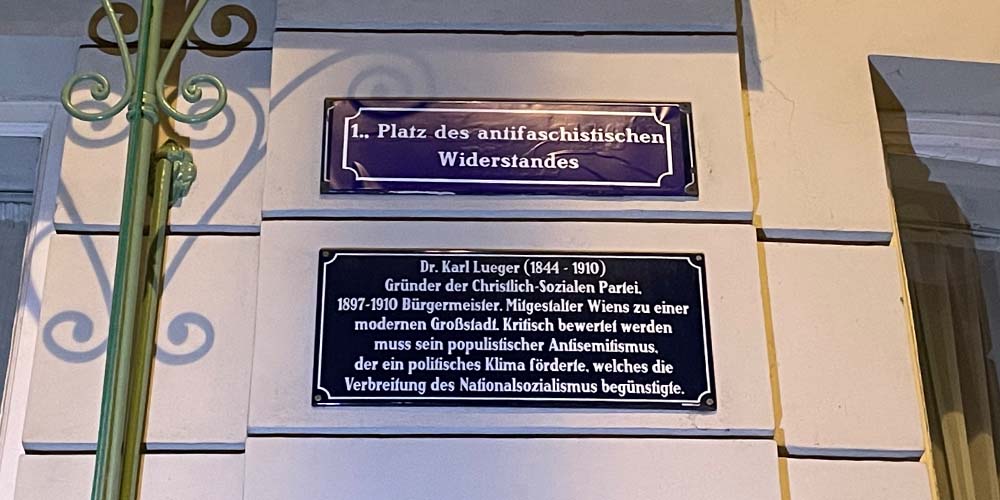 1., Platz des antifaschistischen
Widerstandes
Dr. Karl Lueger (1844 - 1910)
Gründer der Christlich-Sozialen Partei,
1897-1910 Bürgermeister. Mitgestalter Wiens zu einer
modernen Großstadt. Kritisch bewertet werden
muss sein populistischer Antisemitismus,
der ein politisches Klima förderte, welches die
Verbreitung des Nationalsozialismus begünstigte.